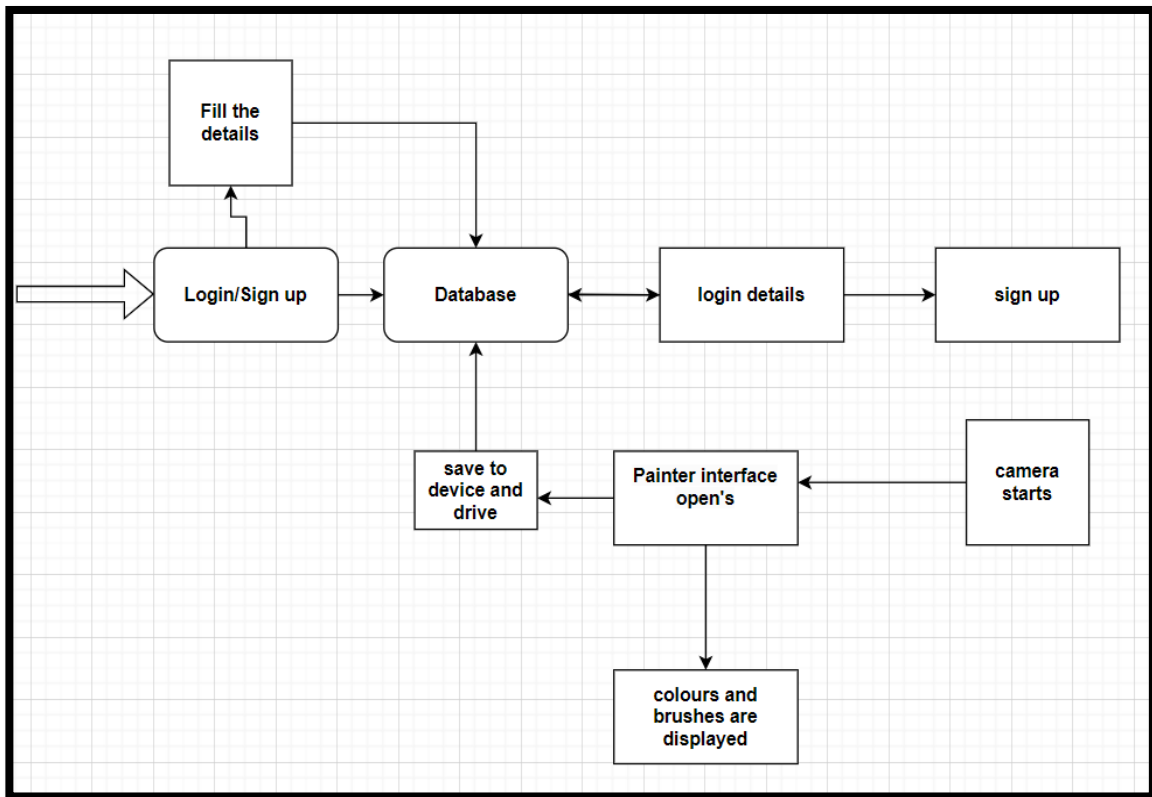 Fill the
details
Login/Sign up
Database
login details
sign up
save to
device and
drive
Painter interface
open's
camera
starts
colours and
brushes are
displayed